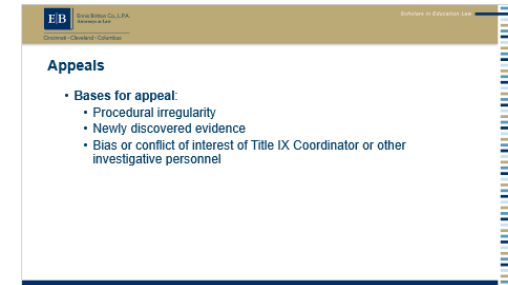 E|B
Ennis Britton Co., L.P.A.
Attorneys at Law
Cincinnati • Cleveland • Columbus
Scholars in Education Law
Appeals
• Bases for appeal:
• Procedural irregularity
• Newly discovered evidence
• Bias or conflict of interest of Title IX Coordinator or other
investigative personnel